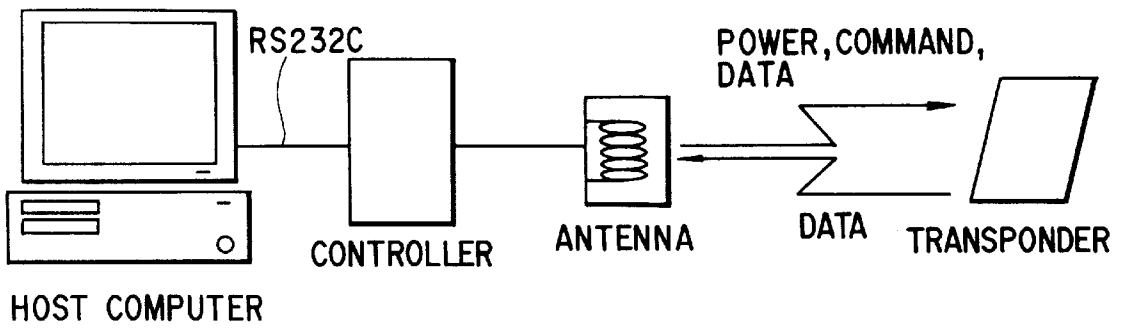 RS232C
POWER, COMMAND,
DATA
CONTROLLER
ANTENNA
DATA
TRANSPONDER
HOST COMPUTER